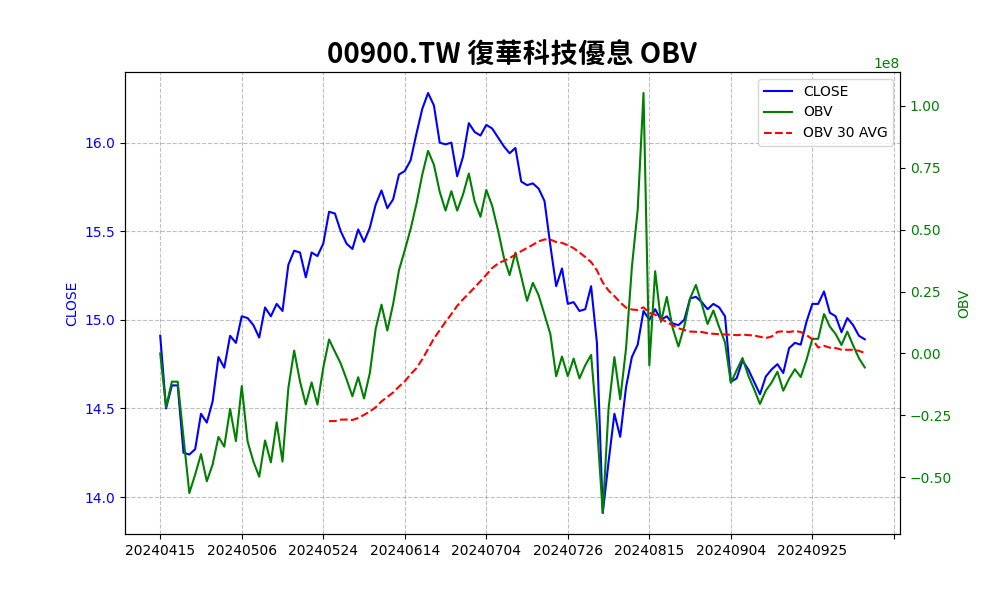 00900.TW 復華科技優息 OBV
1e8
CLOSE
OBV
OBV 30 AVG
16.0
15.5
15.0
14.5
14.0
CLOSE
1.00
0.75
0.50
0.25
0.00
−0.25
−0.50
OBV
20240415 20240506 20240524 20240614 20240704 20240726 20240815 20240904 20240925